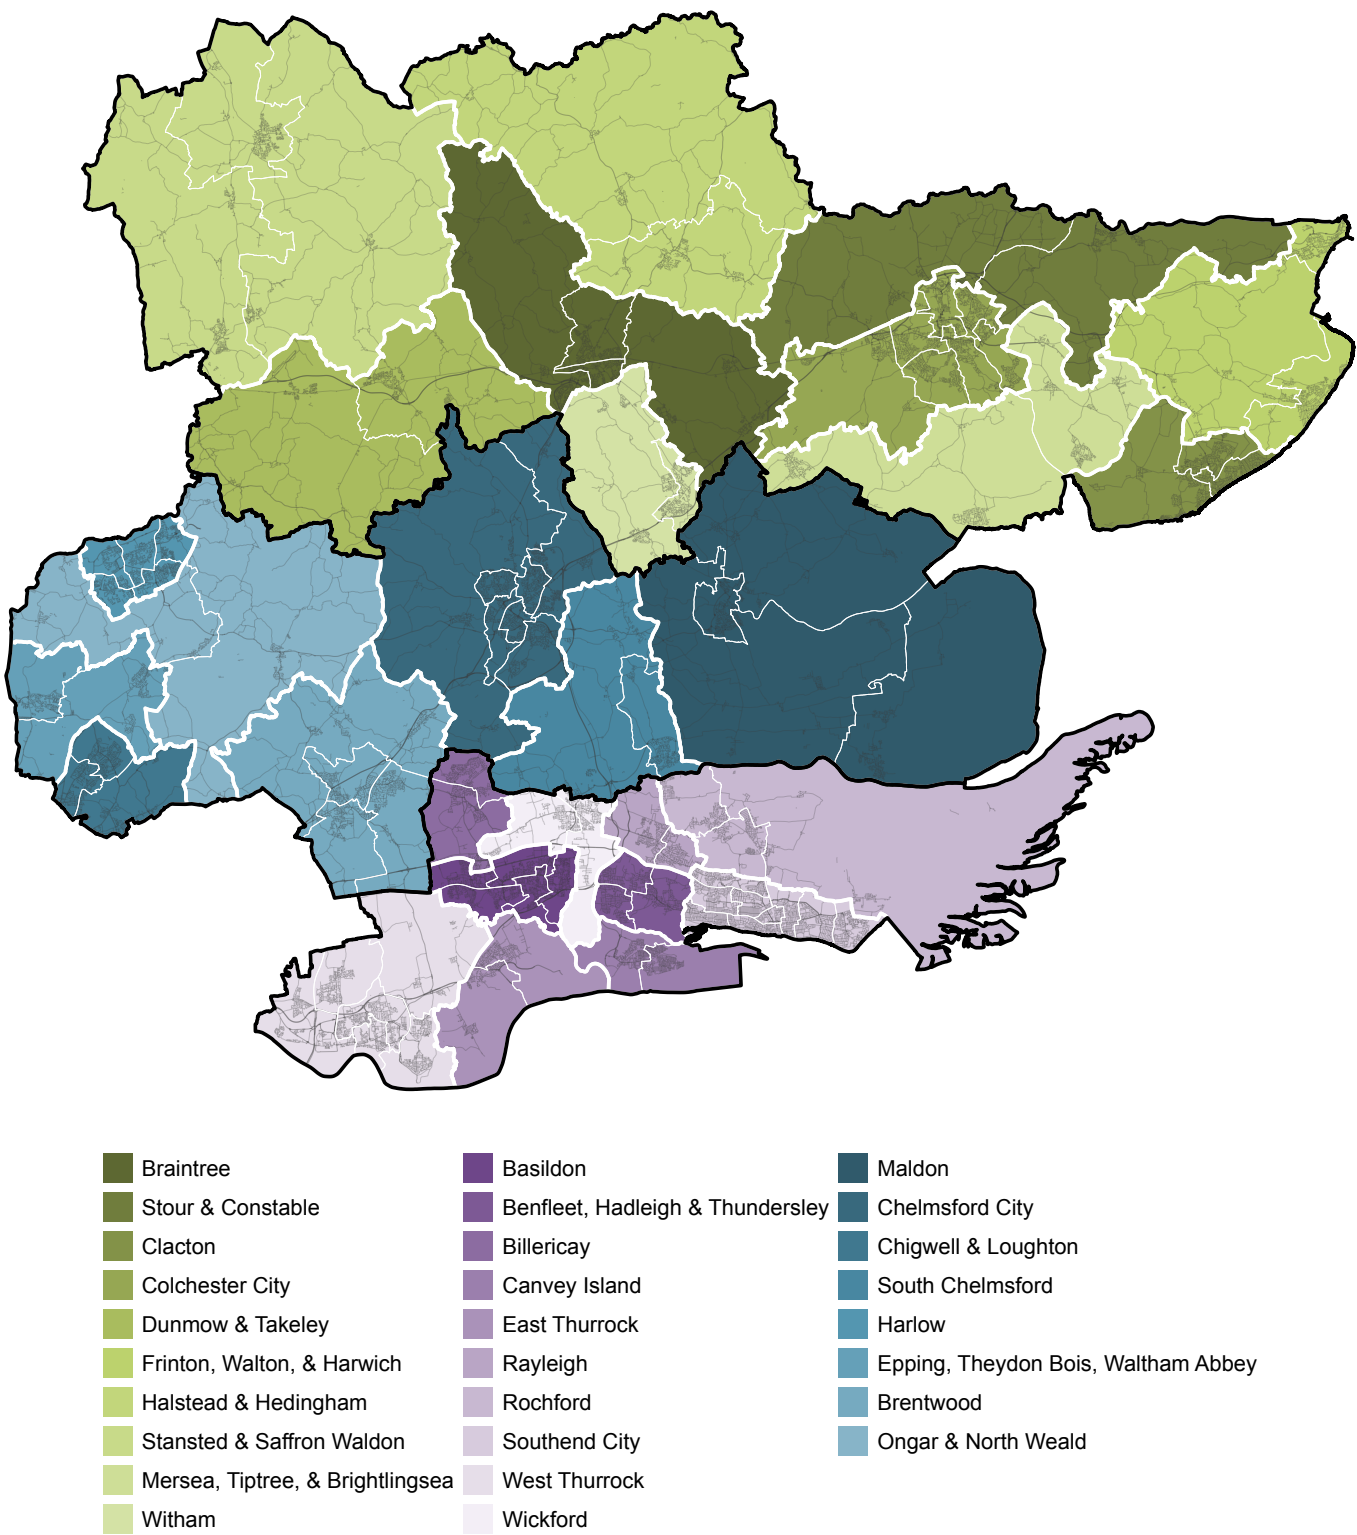 Braintree
Stour & Constable
Clacton
Colchester City
Dunmow & Takeley
Frinton, Walton, & Harwich
Halstead & Hedingham
Stansted & Saffron Waldon
Mersea, Tiptree, & Brightlingsea
Witham
Basildon
Benfleet, Hadleigh & Thundersley
Billericay
Canvey Island
East Thurrock
Rayleigh
Rochford
Southend City
West Thurrock
Wickford
Maldon
Chelmsford City
Chigwell & Loughton
South Chelmsford
Harlow
Epping, Theydon Bois, Waltham Abbey
Brentwood
Ongar & North Weald